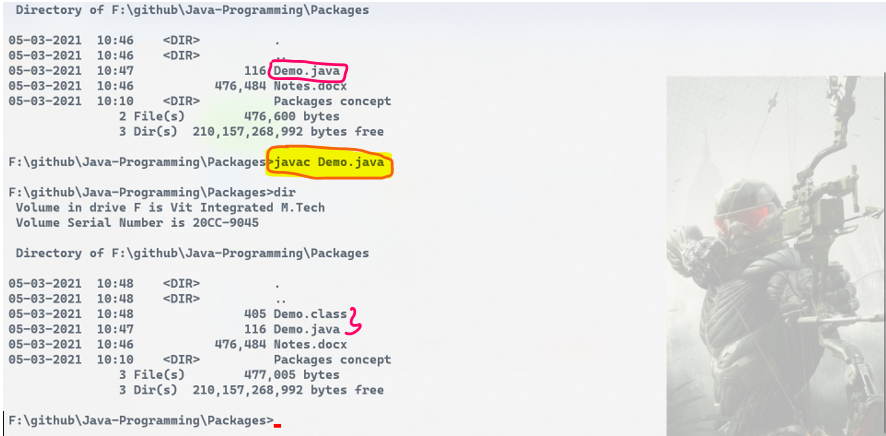 Directory of F:\github\Java-Programming\Packages
05-03-2021  10:46    <DIR>          .
05-03-2021  10:46    <DIR>          ..
05-03-2021  10:47               116 Demo.java
05-03-2021  10:46           476,484 Notes.docx
05-03-2021  10:10    <DIR>          Packages concept
2 File(s)        476,600 bytes
3 Dir(s)  210,157,268,992 bytes free
F:\github\Java-Programming\Packages>javac Demo.java
F:\github\Java-Programming\Packages>dir
Volume in drive F is Vit Integrated M.Tech
Volume Serial Number is 20CC-9045
Directory of F:\github\Java-Programming\Packages
05-03-2021  10:48    <DIR>          .
05-03-2021  10:48    <DIR>          ..
05-03-2021  10:48               405 Demo.class
05-03-2021  10:47               116 Demo.java
05-03-2021  10:46           476,484 Notes.docx
05-03-2021  10:10    <DIR>          Packages concept
3 File(s)        477,005 bytes
3 Dir(s)  210,157,268,992 bytes free
F:\github\Java-Programming\Packages>